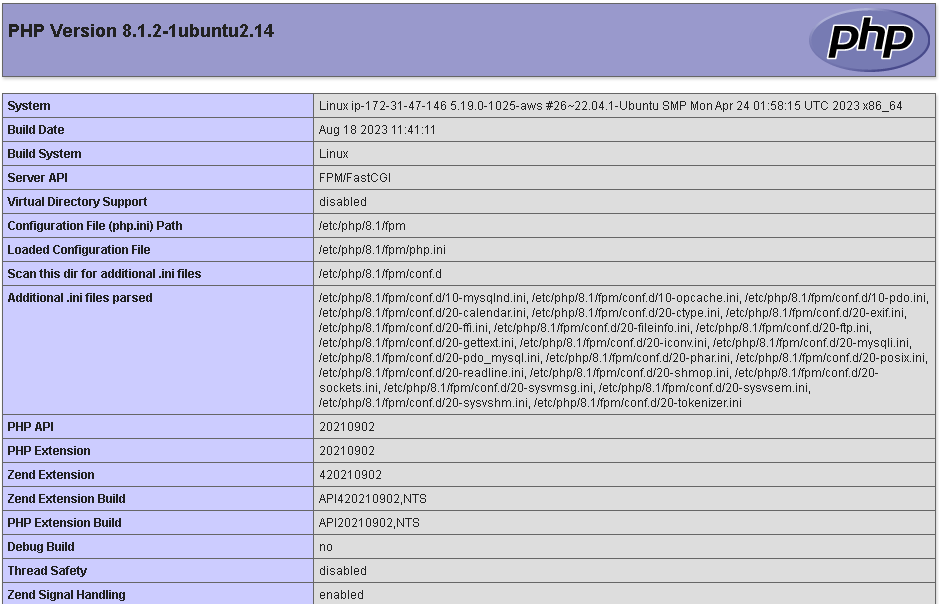 PHP Version 8.1.2-1ubuntu2.14
php
System
Linux ip-172-31-47-146 5.19.0-1025-aws #26~22.04.1-Ubuntu SMP Mon Apr 24 01:58:15 UTC 2023 x86_64
Build Date
Aug 18 2023 11:41:11
Build System
Linux
Server API
FPM/FastCGI
Virtual Directory Support
disabled
Configuration File (php.ini) Path
/etc/php/8.1/fpm
Loaded Configuration File
/etc/php/8.1/fpm/php.ini
Scan this dir for additional .ini files
/etc/php/8.1/fpm/conf.d
Additional .ini files parsed
/etc/php/8.1/fpm/conf.d/10-mysqlnd.ini, /etc/php/8.1/fpm/conf.d/10-opcache.ini, /etc/php/8.1/fpm/conf.d/10-pdo.ini,
/etc/php/8.1/fpm/conf.d/20-calendar.ini, /etc/php/8.1/fpm/conf.d/20-ctype.ini, /etc/php/8.1/fpm/conf.d/20-exif.ini,
/etc/php/8.1/fpm/conf.d/20-ffi.ini, /etc/php/8.1/fpm/conf.d/20-fileinfo.ini, /etc/php/8.1/fpm/conf.d/20-ftp.ini,
/etc/php/8.1/fpm/conf.d/20-gettext.ini, /etc/php/8.1/fpm/conf.d/20-iconv.ini, /etc/php/8.1/fpm/conf.d/20-mysqli.ini,
/etc/php/8.1/fpm/conf.d/20-pdo_mysql.ini, /etc/php/8.1/fpm/conf.d/20-phar.ini, /etc/php/8.1/fpm/conf.d/20-posix.ini,
/etc/php/8.1/fpm/conf.d/20-readline.ini, /etc/php/8.1/fpm/conf.d/20-shmop.ini, /etc/php/8.1/fpm/conf.d/20-
sockets.ini, /etc/php/8.1/fpm/conf.d/20-sysvmsg.ini, /etc/php/8.1/fpm/conf.d/20-sysvsem.ini,
/etc/php/8.1/fpm/conf.d/20-sysvshm.ini, /etc/php/8.1/fpm/conf.d/20-tokenizer.ini
PHP API
20210902
PHP Extension
20210902
Zend Extension
420210902
Zend Extension Build
API420210902,NTS
PHP Extension Build
API20210902,NTS
Debug Build
no
Thread Safety
disabled
Zend Signal Handling
enabled